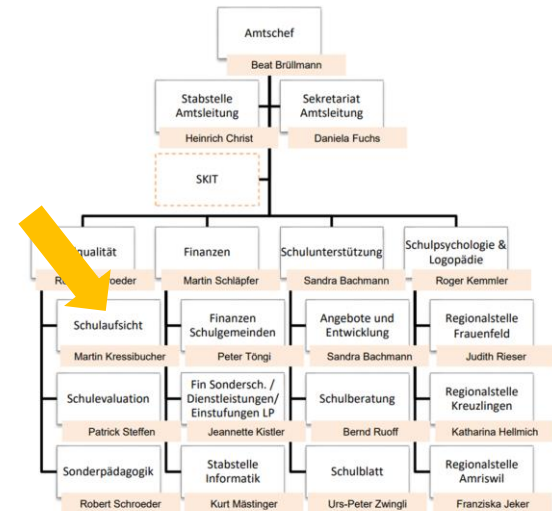 Amtschef
Beat Brüllmann
Stabstelle
Amtsleitung
Heinrich Christ
Sekretariat
Amtsleitung
Daniela Fuchs
SKIT
Finanzen
Martin Schläpfer
Schulunterstützung
Sandra Bachmann
Schulpsychologie &
Logopädie
Roger Kemmler
Schulaufsicht
Martin Kressibucher
Finanzen
Schulgemeinden
Peter Töngi
Angebote und
Entwicklung
Sandra Bachmann
Regionalstelle
Frauenfeld
Judith Rieser
Schulevaluation
Patrick Steffen
Fin Sondersch. /
Dienstleistungen/
Einstufungen LP
Jeannette Kistler
Schulberatung
Bernd Ruoff
Regionalstelle
Kreuzlingen
Katharina Hellmich
Sonderpädagogik
Robert Schroeder
Stabstelle
Informatik
Kurt Mästinger
Schulblatt
Urs-Peter Zwingli
Regionalstelle
Amriswil
Franziska Jeker